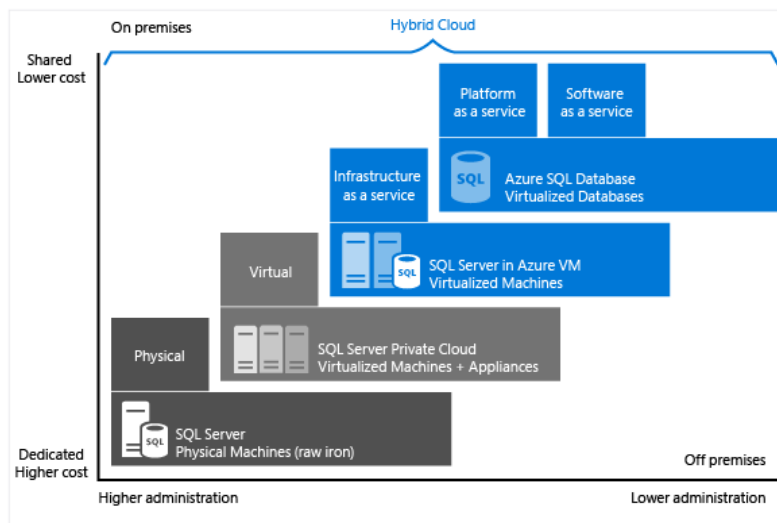 On premises
Hybrid Cloud
Shared
Lower cost
Platform
as a service
Software
as a service
SQL
Azure SQL Database
Virtualized Databases
Infrastructure
as a service
SQL
SQL Server in Azure VM
Virtualized Machines
Virtual
SQL Server Private Cloud
Virtualized Machines + Appliances
Physical
SQL
SQL Server
Physical Machines (raw iron)
Dedicated
Higher cost
Off premises
Higher administration
Lower administration